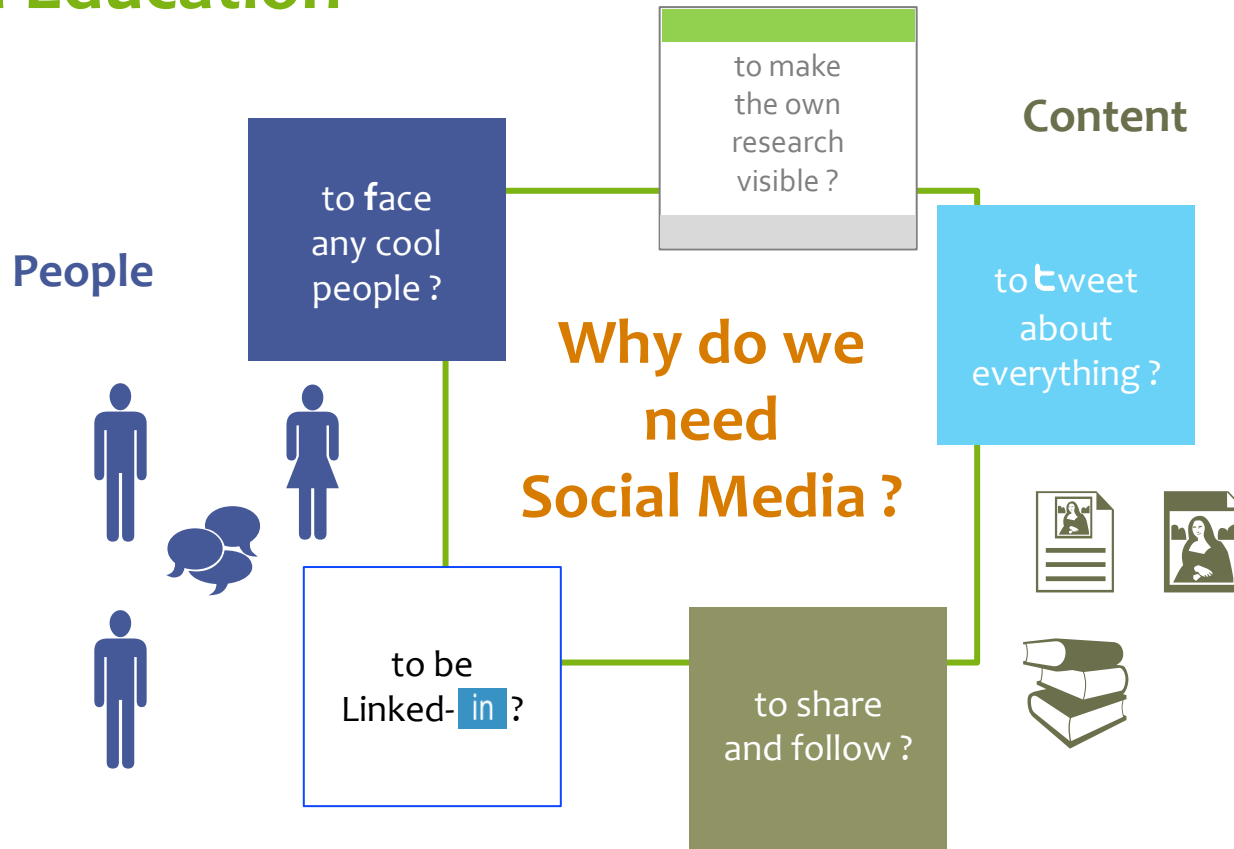 Education
to make
the own
research
visible ?
Content
to face
any cool
people ?
People
to tweet
about
everything ?
Why do we
need
Social Media ?
to be
Linked- in ?
to share
and follow ?